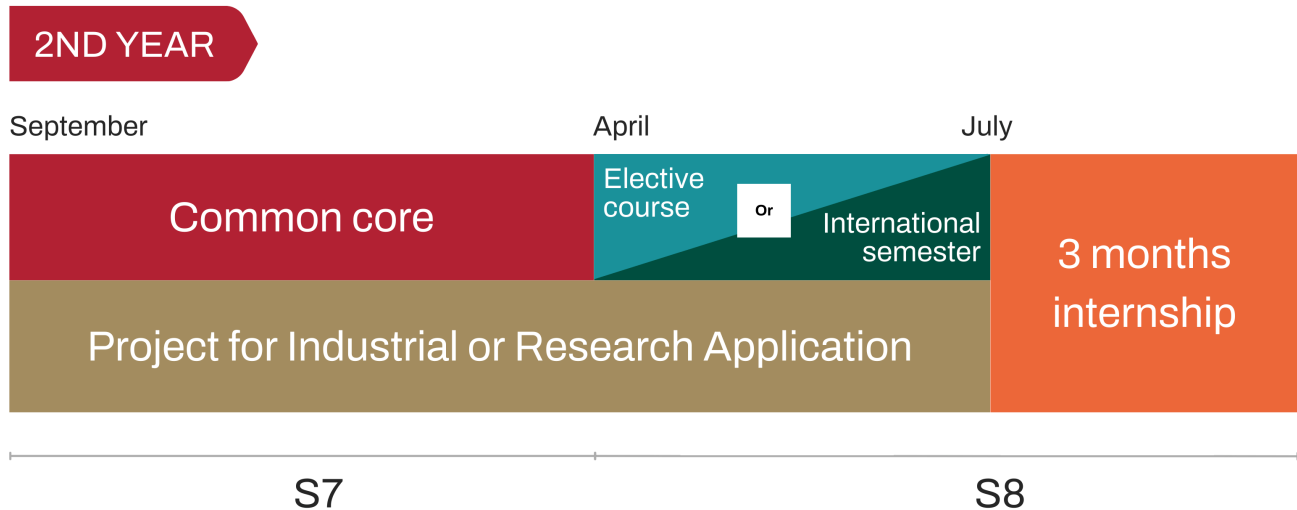 2ND YEAR
September
April
July
Common core
Elective
course
Or
International
semester
3 months
internship
Project for Industrial or Research Application
S7
S8